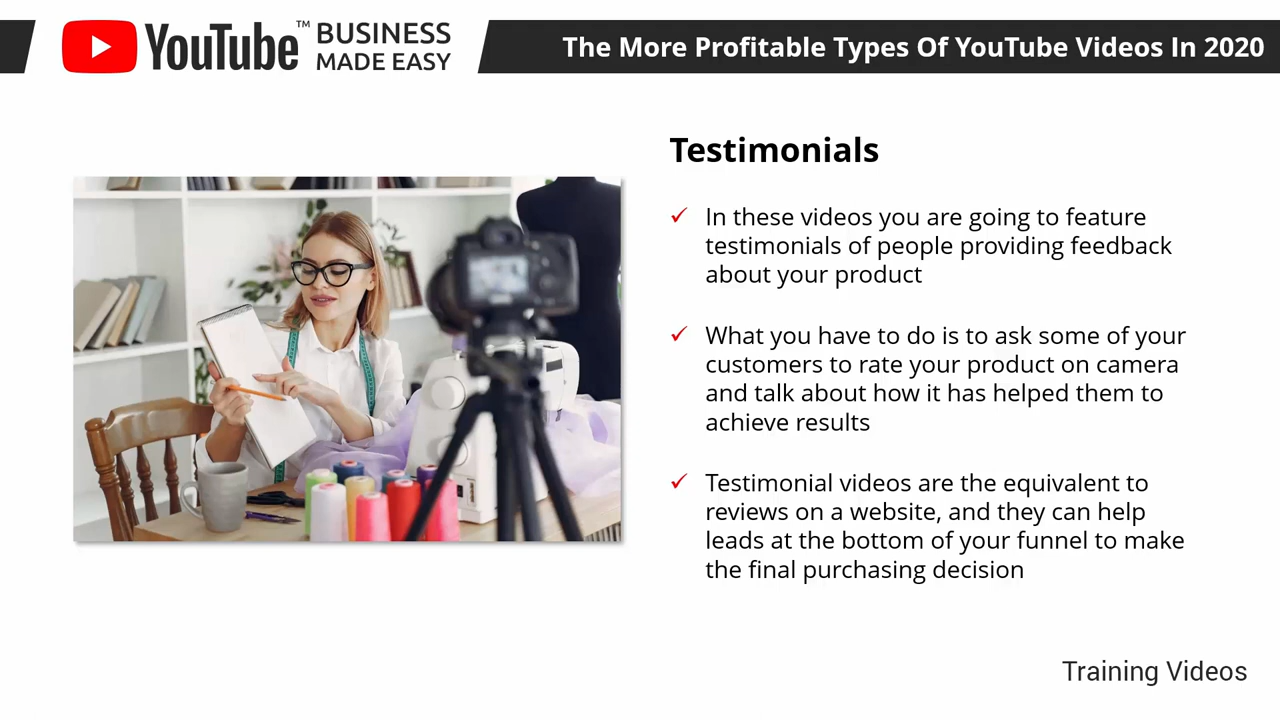 YouTube™ BUSINESS
MADE EASY
The More Profitable Types Of YouTube Videos In 2020
Testimonials
✓ In these videos you are going to feature
testimonials of people providing feedback
about your product
✓ What you have to do is to ask some of your
customers to rate your product on camera
and talk about how it has helped them to
achieve results
✓ Testimonial videos are the equivalent to
reviews on a website, and they can help
leads at the bottom of your funnel to make
the final purchasing decision
Training Videos